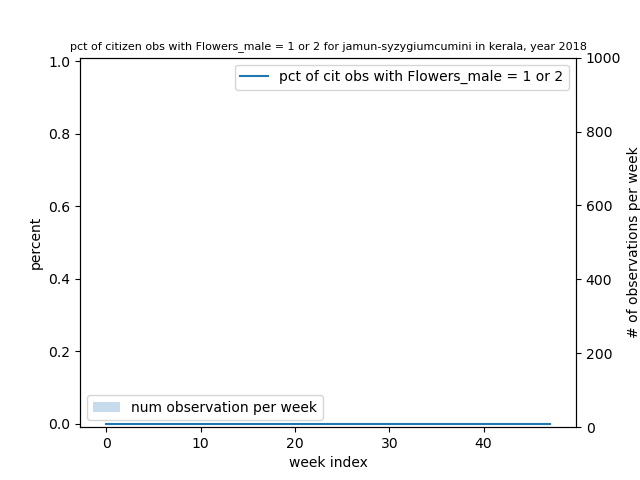 pct of citizen obs with Flowers_male = 1 or 2 for jamun-syzygiumcumini in kerala, year 2018
pct of cit obs with Flowers_male = 1 or 2
1.0
0.8
0.6
0.4
0.2
0.0
percent
1000
800
600
400
200
0
# of observations per week
num observation per week
0 10 20 30 40
week index